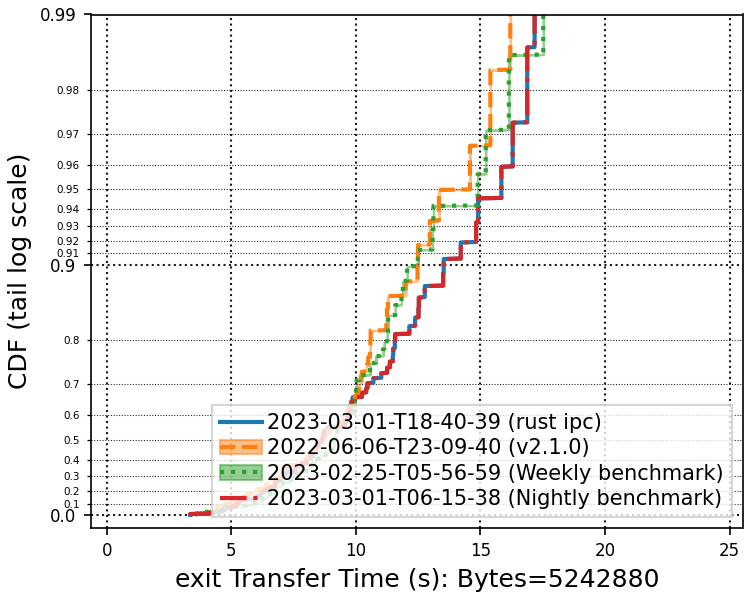 0.99
0.98
0.97
0.96
0.95
0.94
0.93
0.92
0.91
0.9
0.8
0.7
0.6
0.5
0.4
0.3
0.2
0.1
0.0
CDF (tail log scale)
2023-03-01-T18-40-39 (rust ipc)
2022-06-06-T23-09-40 (v2.1.0)
2023-02-25-T05-56-59 (Weekly benchmark)
2023-03-01-T06-15-38 (Nightly benchmark)
0 5 10 15 20 25
exit Transfer Time (s): Bytes=5242880